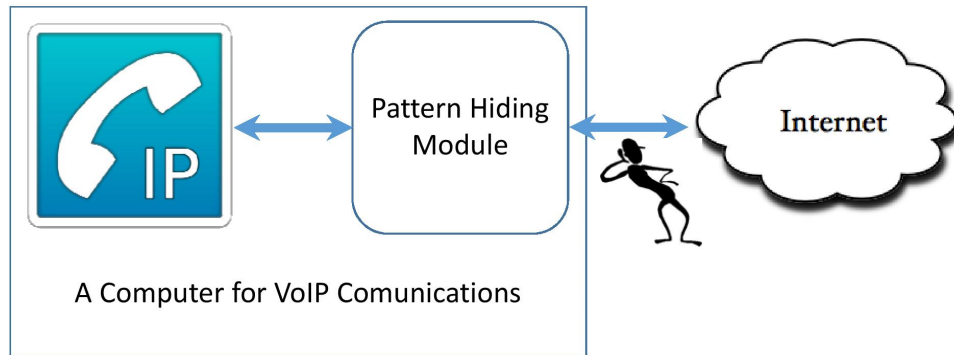 IP
Pattern Hiding
Module
Internet
A Computer for VoIP Comunications